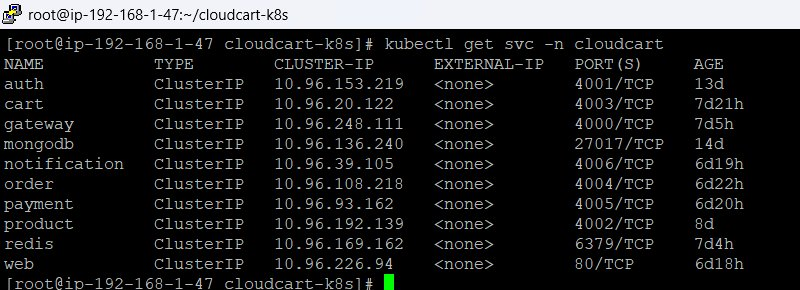 root@ip-192-168-1-47:~/cloudcart-k8s
[root@ip-192-168-1-47 cloudcart-k8s]# kubectl get svc -n cloudcart
NAME TYPE CLUSTER-IP EXTERNAL-IP PORT(S) AGE
auth ClusterIP 10.96.153.219 <none> 4001/TCP 13d
cart ClusterIP 10.96.20.122 <none> 4003/TCP 7d21h
gateway ClusterIP 10.96.248.111 <none> 4000/TCP 7d5h
mongodb ClusterIP 10.96.136.240 <none> 27017/TCP 14d
notification ClusterIP 10.96.39.105 <none> 4006/TCP 6d19h
order ClusterIP 10.96.108.218 <none> 4004/TCP 6d22h
payment ClusterIP 10.96.93.162 <none> 4005/TCP 6d20h
product ClusterIP 10.96.192.139 <none> 4002/TCP 8d
redis ClusterIP 10.96.169.162 <none> 6379/TCP 7d4h
web ClusterIP 10.96.226.94 <none> 80/TCP 6d18h
[root@ip-192-168-1-47 cloudcart-k8s]#